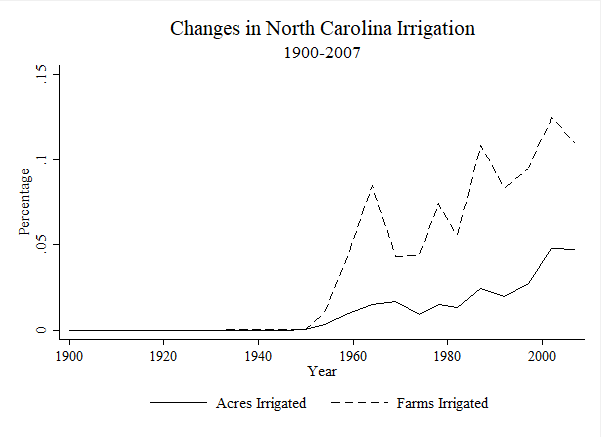 Changes in North Carolina Irrigation
1900-2007
.15
.1
.05
0
Percentage
1900 1920 1940 1960 1980 2000
Year
Acres Irrigated Farms Irrigated